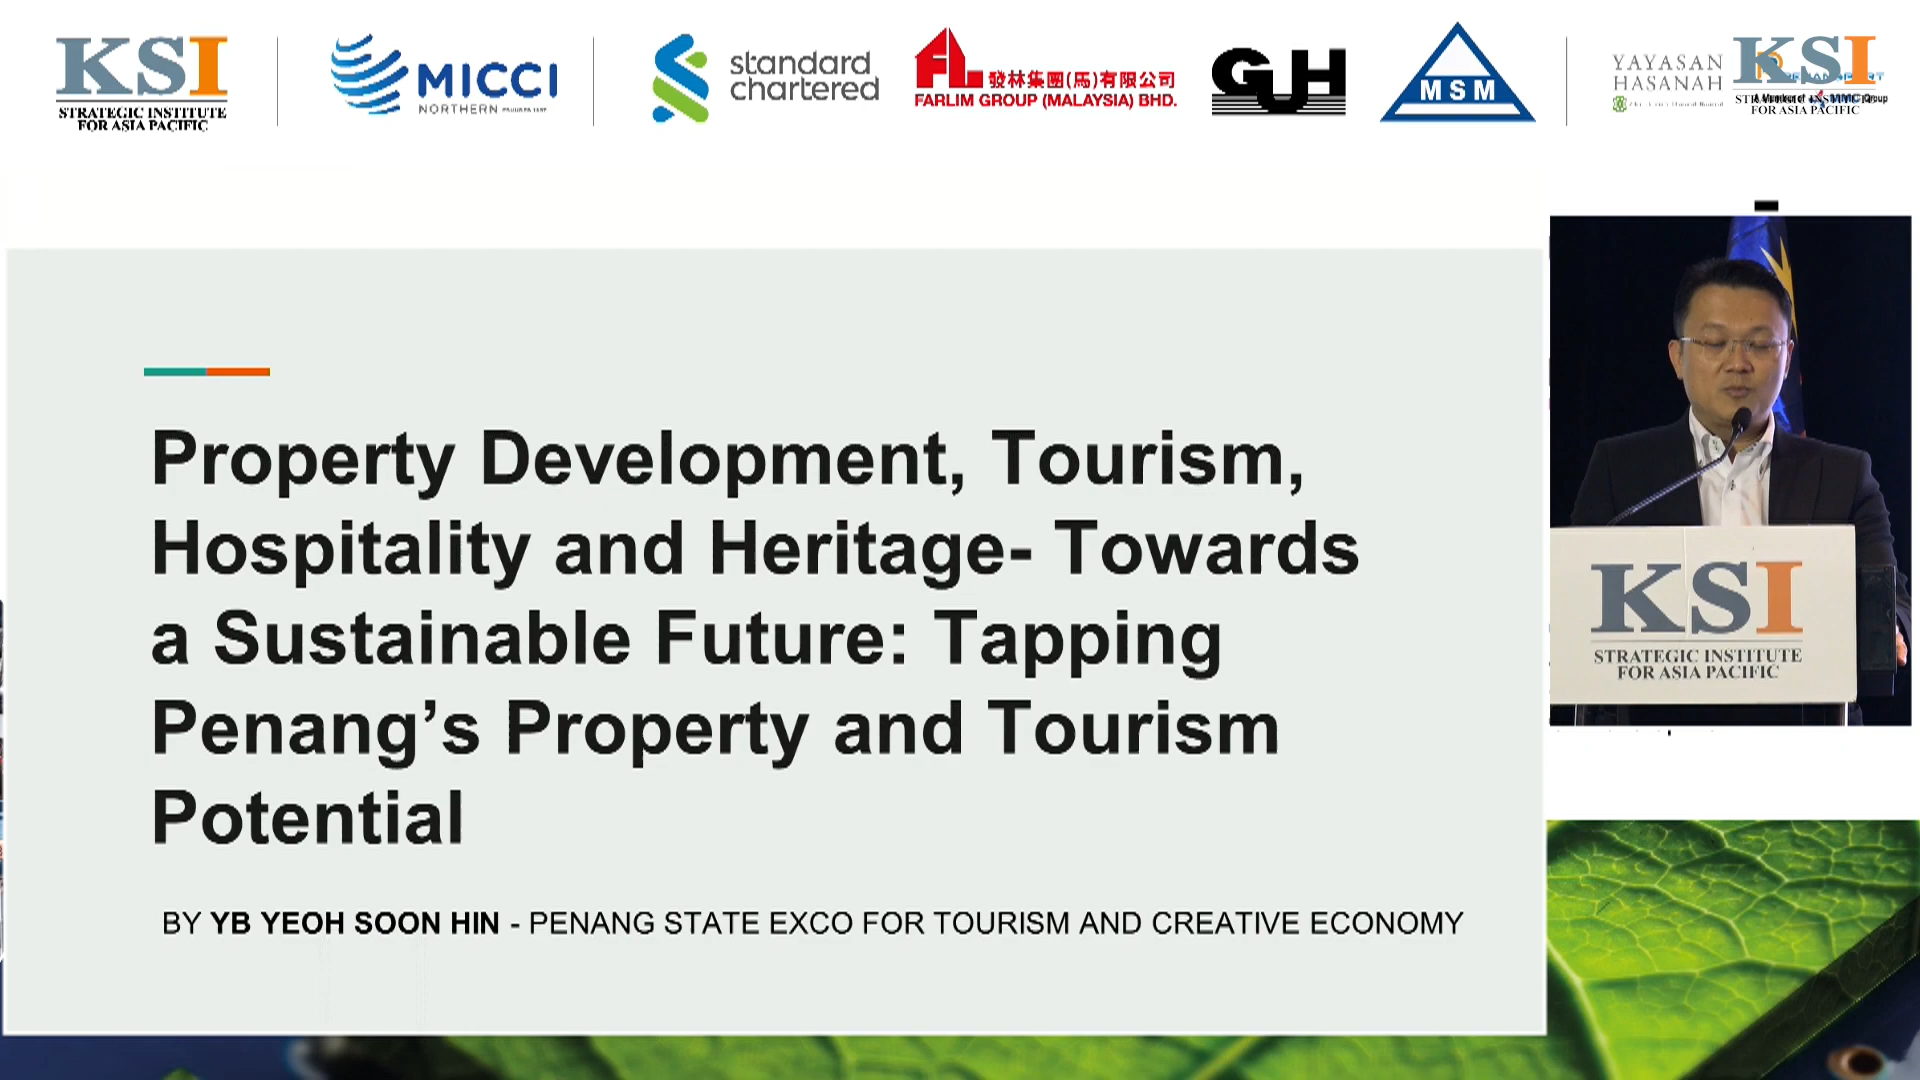 KSI
STRATEGIC INSTITUTE
FOR ASIA PACIFIC
MICCI
NORTHERN
standard
chartered
FL
發林集團(馬)有限公司
FARLIM GROUP (MALAYSIA) BHD.
GUH
MSM
YAYASAN
HASANAH
KSI
FOR ASIA PACIFIC
Property Development, Tourism,
Hospitality and Heritage- Towards
a Sustainable Future: Tapping
Penang’s Property and Tourism
Potential
BY YB YEOH SOON HIN - PENANG STATE EXCO FOR TOURISM AND CREATIVE ECONOMY
KSI
STRATEGIC INSTITUTE
FOR ASIA PACIFIC